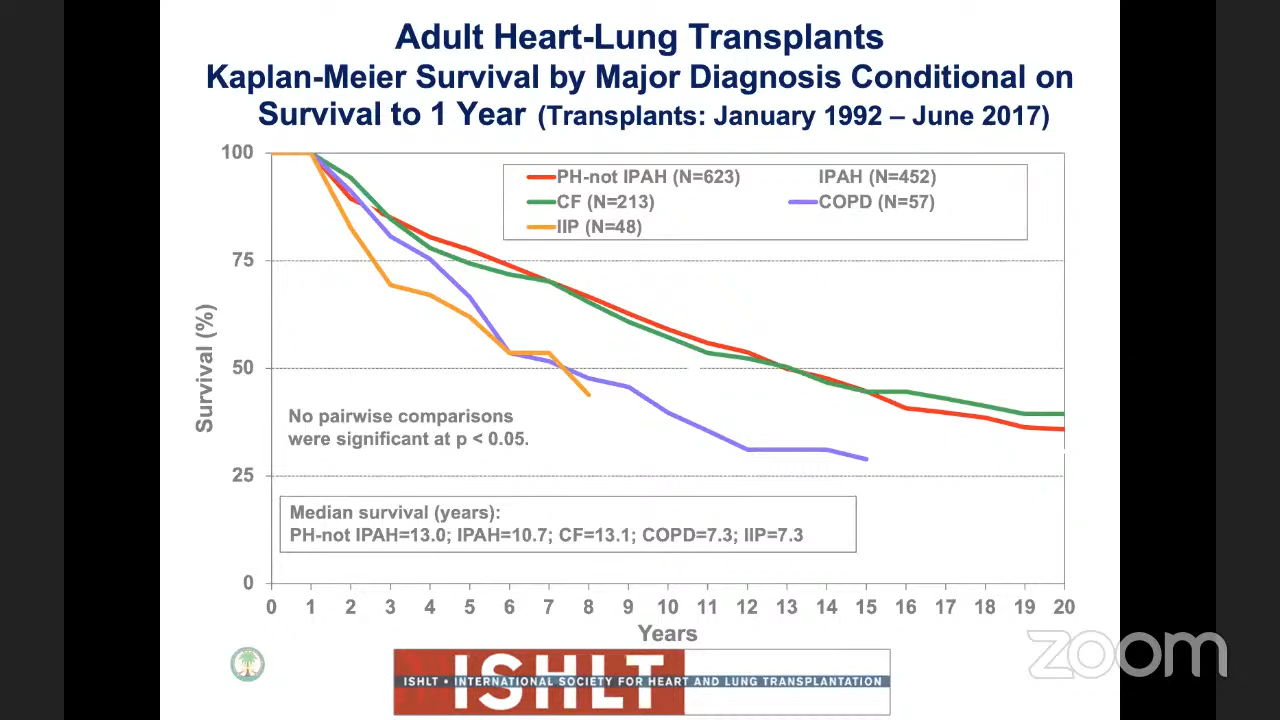 Adult Heart-Lung Transplants
Kaplan-Meier Survival by Major Diagnosis Conditional on
Survival to 1 Year (Transplants: January 1992 – June 2017)
100
75
50
25
0
Survival (%)
PH-not IPAH (N=623) IPAH (N=452)
CF (N=213) COPD (N=57)
IIP (N=48)
No pairwise comparisons
were significant at p < 0.05.
Median survival (years):
PH-not IPAH=13.0; IPAH=10.7; CF=13.1; COPD=7.3; IIP=7.3
0 1 2 3 4 5 6 7 8 9 10 11 12 13 14 15 16 17 18 19 20
Years
ISHLT
ISHLT • INTERNATIONAL SOCIETY FOR HEART AND LUNG TRANSPLANTATION
zoom